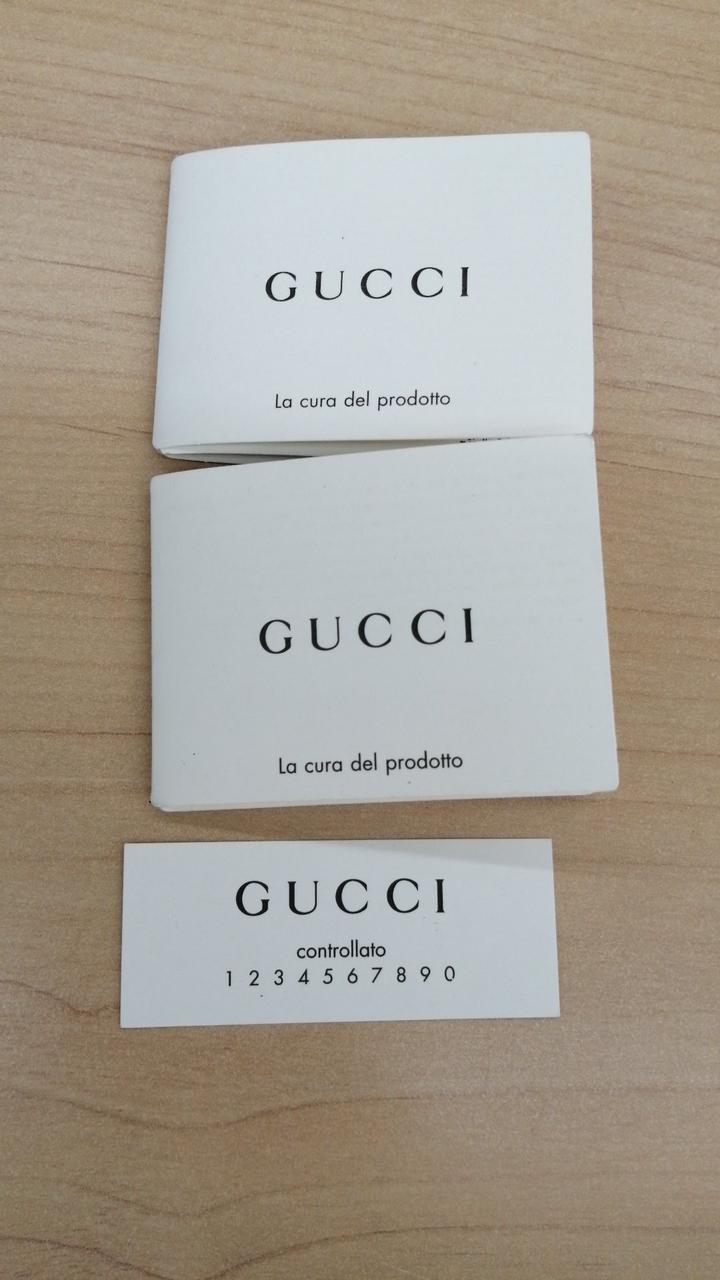 GUCCI
La cura del prodotto
GUCCI
La cura del prodotto
GUCCI
controllato
1 2 3 4 5 6 7 8 9 0